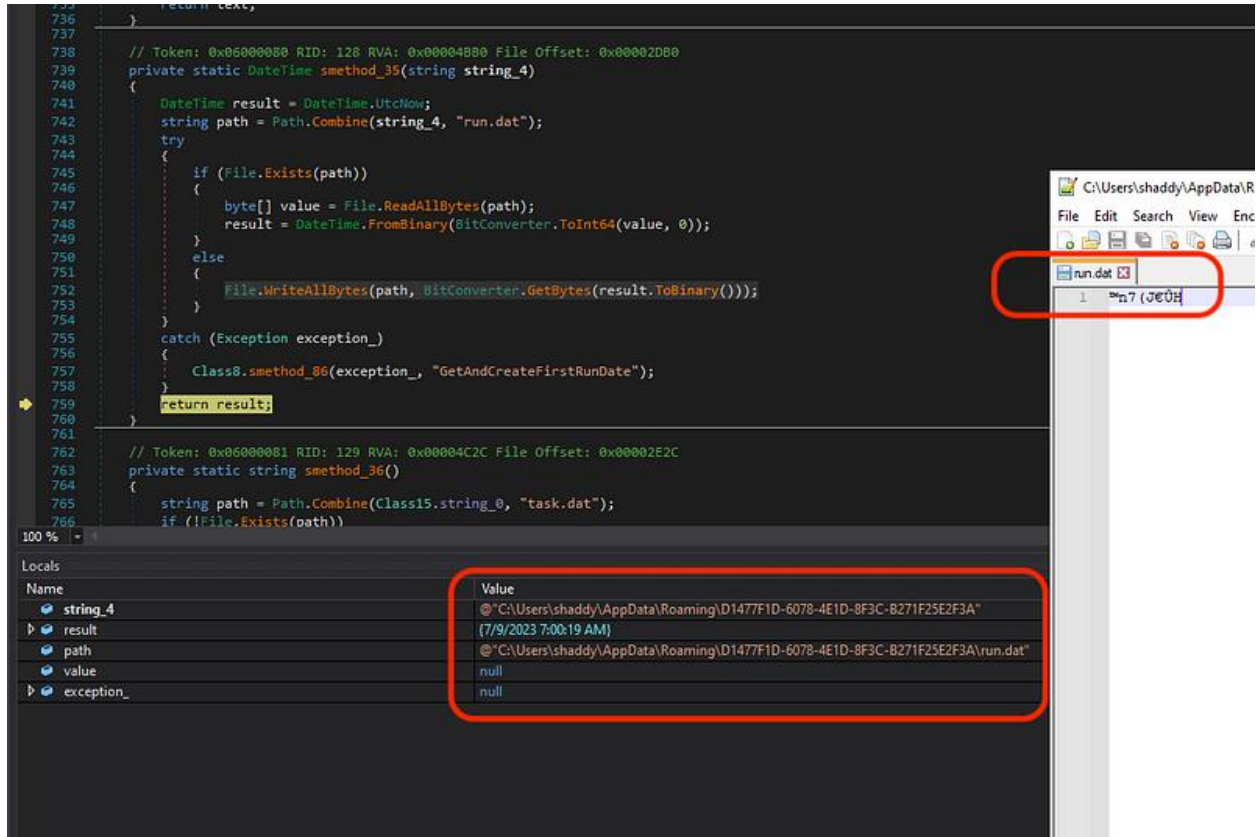 736 }
737
738 // Token: 0x06000080 RID: 128 RVA: 0x00004BB0 File Offset: 0x00002DB0
739 private static DateTime smethod_35(string string_4)
740 {
741 DateTime result = DateTime.UtcNow;
742 string path = Path.Combine(string_4, "run.dat");
743 try
744 {
745 if (File.Exists(path))
746 {
747 byte[] value = File.ReadAllBytes(path);
748 result = DateTime.FromBinary(BitConverter.ToInt64(value, 0));
749 }
750 else
751 {
752 File.WriteAllBytes(path, BitConverter.GetBytes(result.ToBinary()));
753 }
754 }
755 catch (Exception exception_)
756 {
757 Class8.smethod_86(exception_, "GetAndCreateFirstRunDate");
758 }
759 return result;
760 }
761
762 // Token: 0x06000081 RID: 129 RVA: 0x00004C2C File Offset: 0x00002E2C
763 private static string smethod_36()
764 {
765 string path = Path.Combine(Class15.string_0, "task.dat");
766 if (!File.Exists(path))
100 %
Locals
Name Value
string_4 @"C:\Users\shaddy\AppData\Roaming\D1477F1D-6078-4E1D-8F3C-B271F25E2F3A"
result {7/9/2023 7:00:19 AM}
path @"C:\Users\shaddy\AppData\Roaming\D1477F1D-6078-4E1D-8F3C-B271F25E2F3A\run.dat"
value null
exception_ null
C:\Users\shaddy\AppData\R
File Edit Search View Enc
run.dat
1 ™n7(J€ÛH